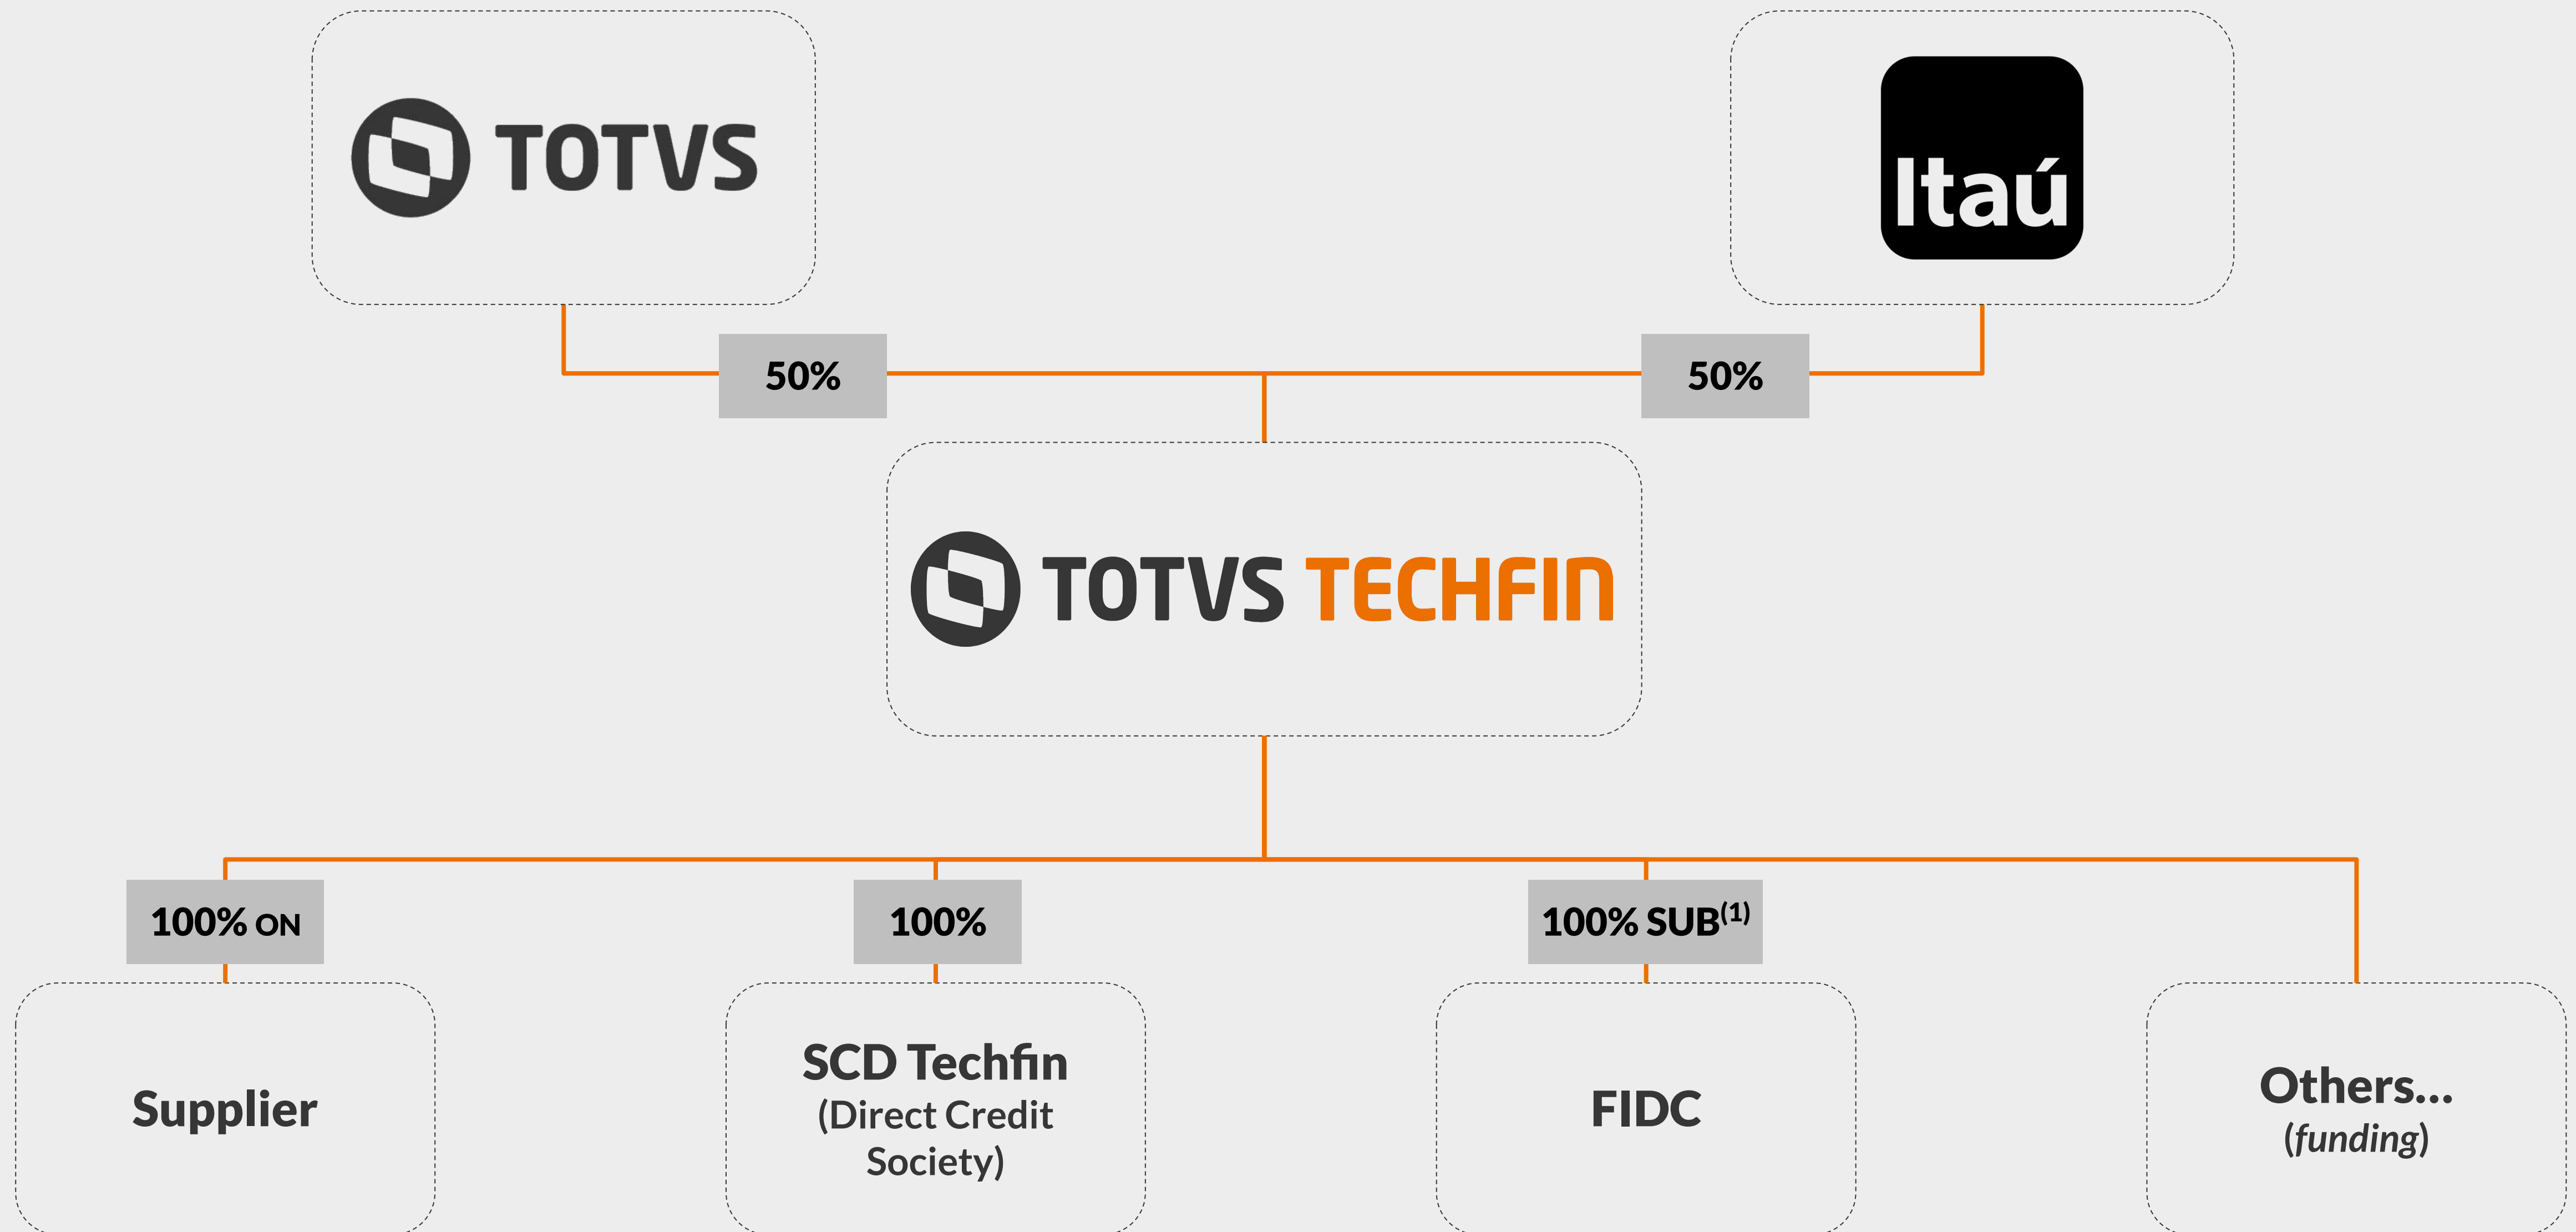 TOTVS
Itaú
50%
50%
TOTVS TECHFIN
100% ON
100%
100% SUB(1)
Supplier
SCD Techfin
(Direct Credit
Society)
FIDC
Others...
(funding)